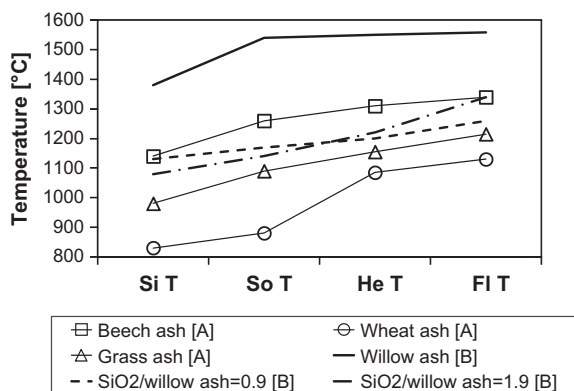 Temperature [°C]
1600
1500
1400
1300
1200
1100
1000
900
800
Si T So T He T Fl T
Beech ash [A] Wheat ash [A]
Grass ash [A] Willow ash [B]
SiO2/willow ash=0.9 [B] SiO2/willow ash=1.9 [B]